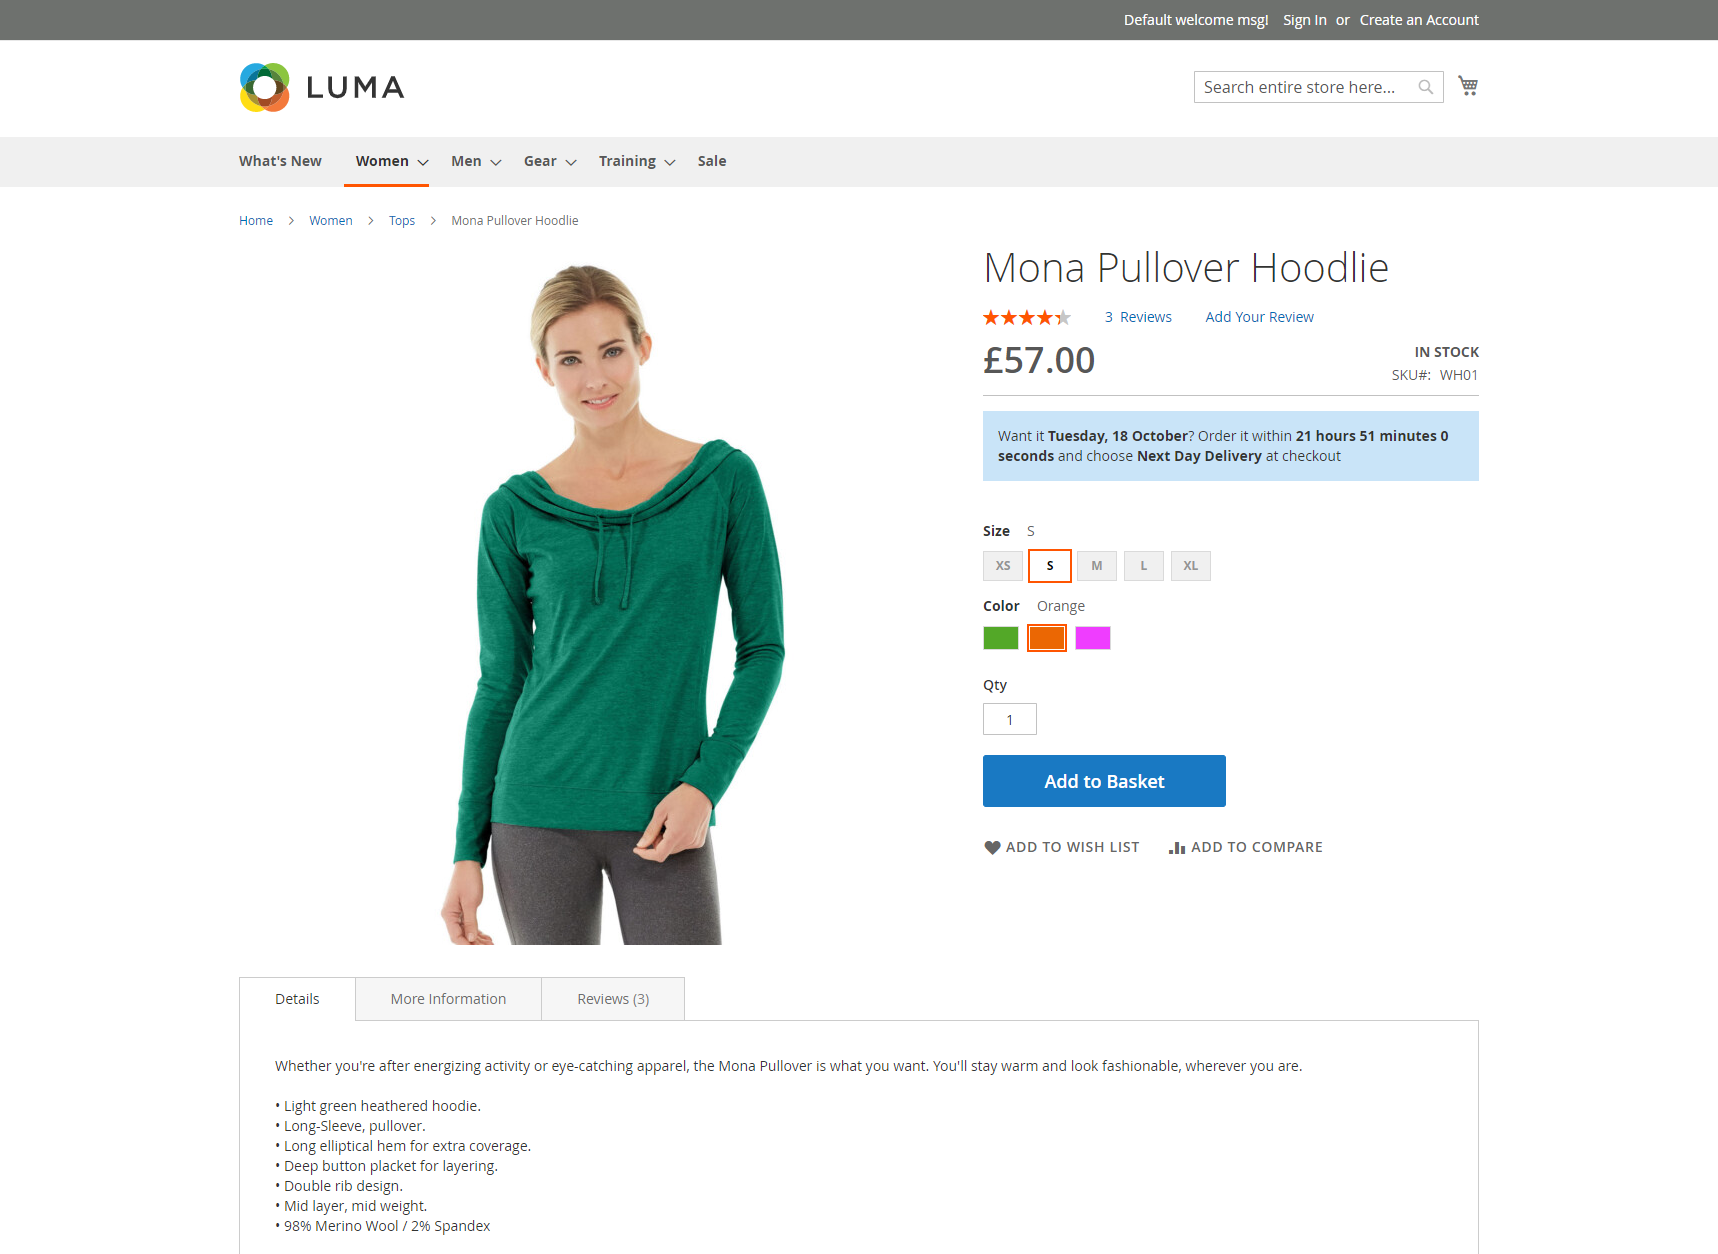 Default welcome msg! Sign In or Create an Account
LUMA
Search entire store here...
What's New Women Men Gear Training Sale
Home > Women > Tops > Mona Pullover Hoodlie
Mona Pullover Hoodlie
3 Reviews Add Your Review
£57.00
IN STOCK
SKU#: WH01
Want it Tuesday, 18 October? Order it within 21 hours 51 minutes 0
seconds and choose Next Day Delivery at checkout
Size S
XS S M L XL
Color Orange
Qty
1
Add to Basket
ADD TO WISH LIST ADD TO COMPARE
Details More Information Reviews (3)
Whether you're after energizing activity or eye-catching apparel, the Mona Pullover is what you want. You'll stay warm and look fashionable, wherever you are.
• Light green heathered hoodie.
• Long-Sleeve, pullover.
• Long elliptical hem for extra coverage.
• Deep button placket for layering.
• Double rib design.
• Mid layer, mid weight.
• 98% Merino Wool / 2% Spandex